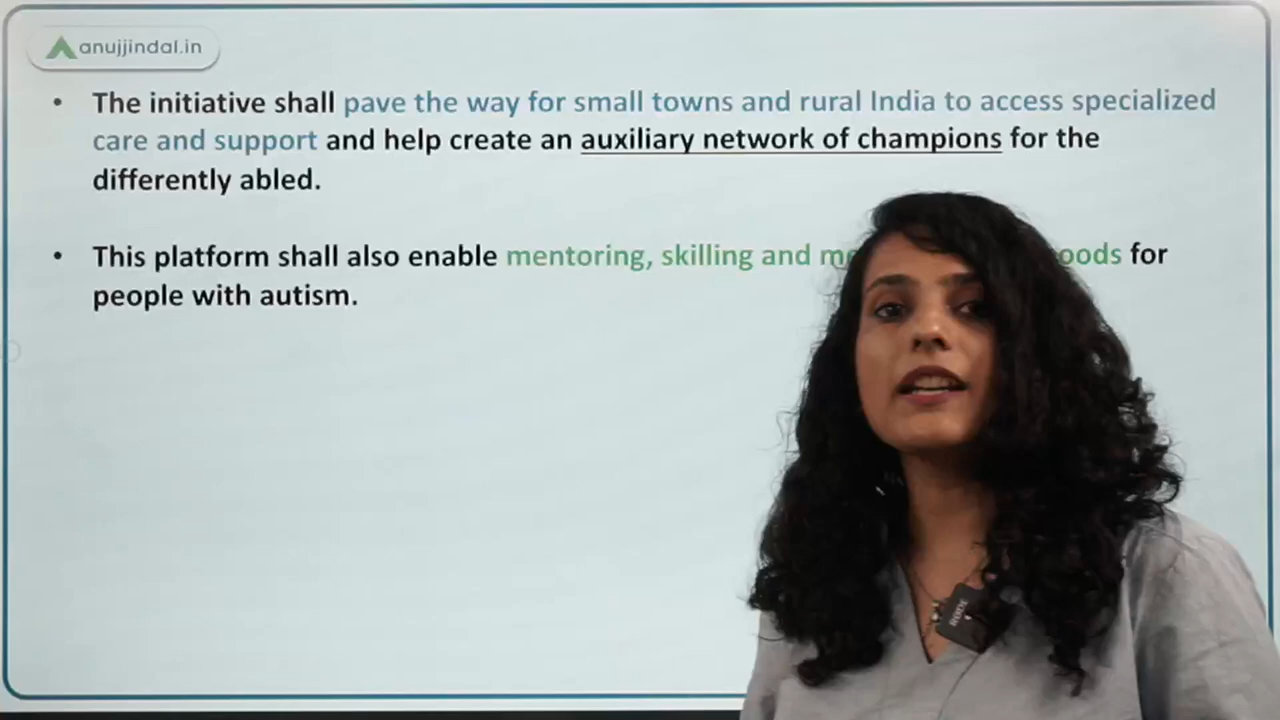 anujjindal.in
• The initiative shall pave the way for small towns and rural India to access specialized
care and support and help create an auxiliary network of champions for the
differently abled.
• This platform shall also enable mentoring, skilling and for
people with autism.
RODE